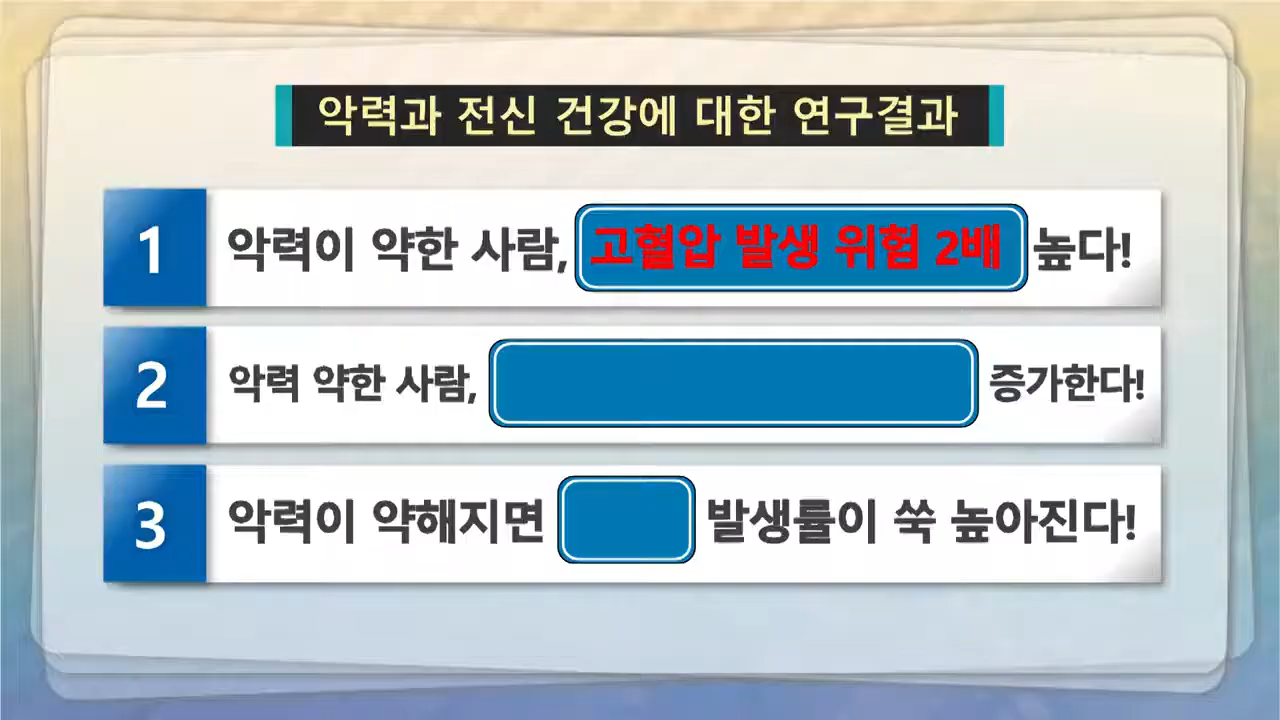 악력과 전신 건강에 대한 연구결과
1 악력이 약한 사람, 고혈압 발생 위험 2배 높다!
2 악력 약한 사람, 증가한다!
3 악력이 약해지면 발생률이 쑥 높아진다!